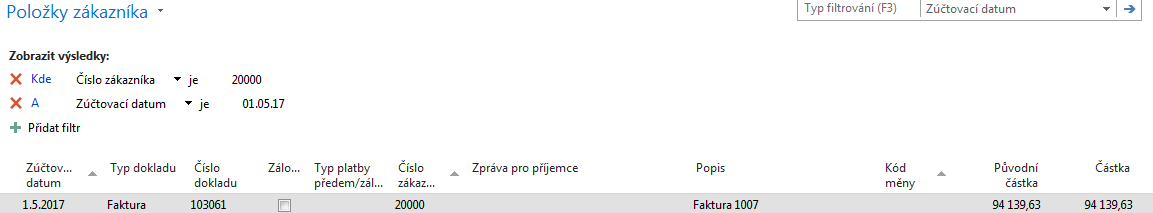 Položky zákazníka
Typ filtrování (F3) Zúčtovací datum
Zobrazit výsledky:
Kde Číslo zákazníka je 20000
A Zúčtovací datum je 01.05.17
Přidat filtr
Zúčtov... Typ dokladu Číslo Zálo... Typ platby Číslo Zpráva pro příjemce Popis Kód Původní Částka
datum dokladu předem/zál... zákaz... měny částka
1.5.2017 Faktura 103061 20000 Faktura 1007 94 139,63 94 139,63